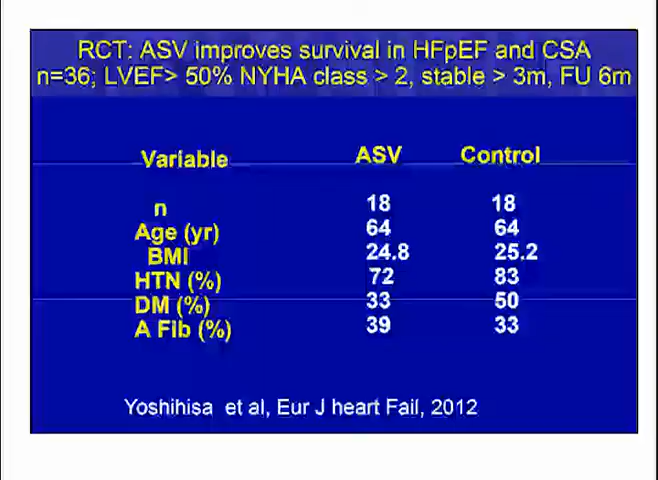 RCT: ASV improves survival in HFpEF and CSA
n=36; LVEF> 50% NYHA class > 2, stable > 3m, FU 6m
Variable ASV Control
n 18 18
Age (yr) 64 64
BMI 24.8 25.2
HTN (%) 72 83
DM (%) 33 50
A Fib (%) 39 33
Yoshihisa et al, Eur J heart Fail, 2012